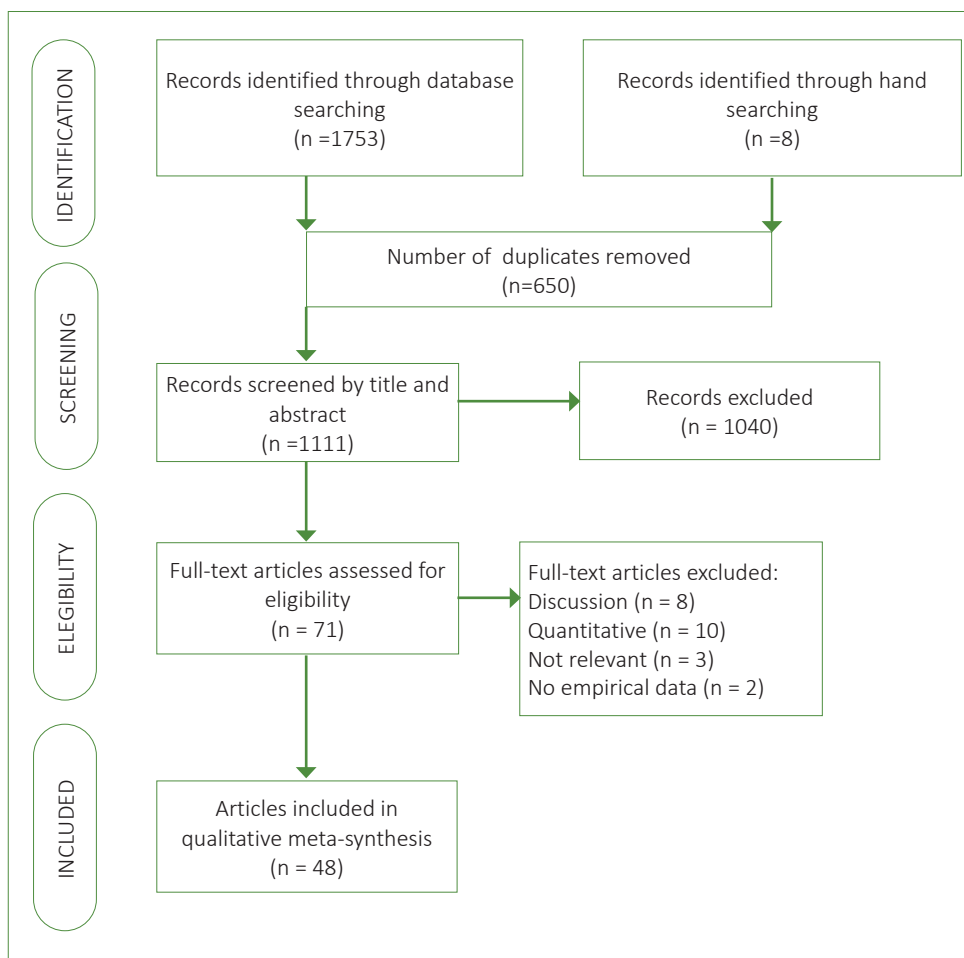 IDENTIFICATION
Records identified through database
searching
(n =1753)
Records identified through hand
searching
(n =8)
Number of  duplicates removed
(n=650)
SCREENING
Records screened by title and
abstract
(n =1111)
Records excluded
(n = 1040)
ELEGIBILITY
Full-text articles assessed for
eligibility
(n = 71)
Full-text articles excluded:
Discussion (n = 8)
Quantitative (n = 10)
Not relevant (n = 3)
No empirical data (n = 2)
INCLUDED
Articles included in
qualitative meta-synthesis
(n = 48)